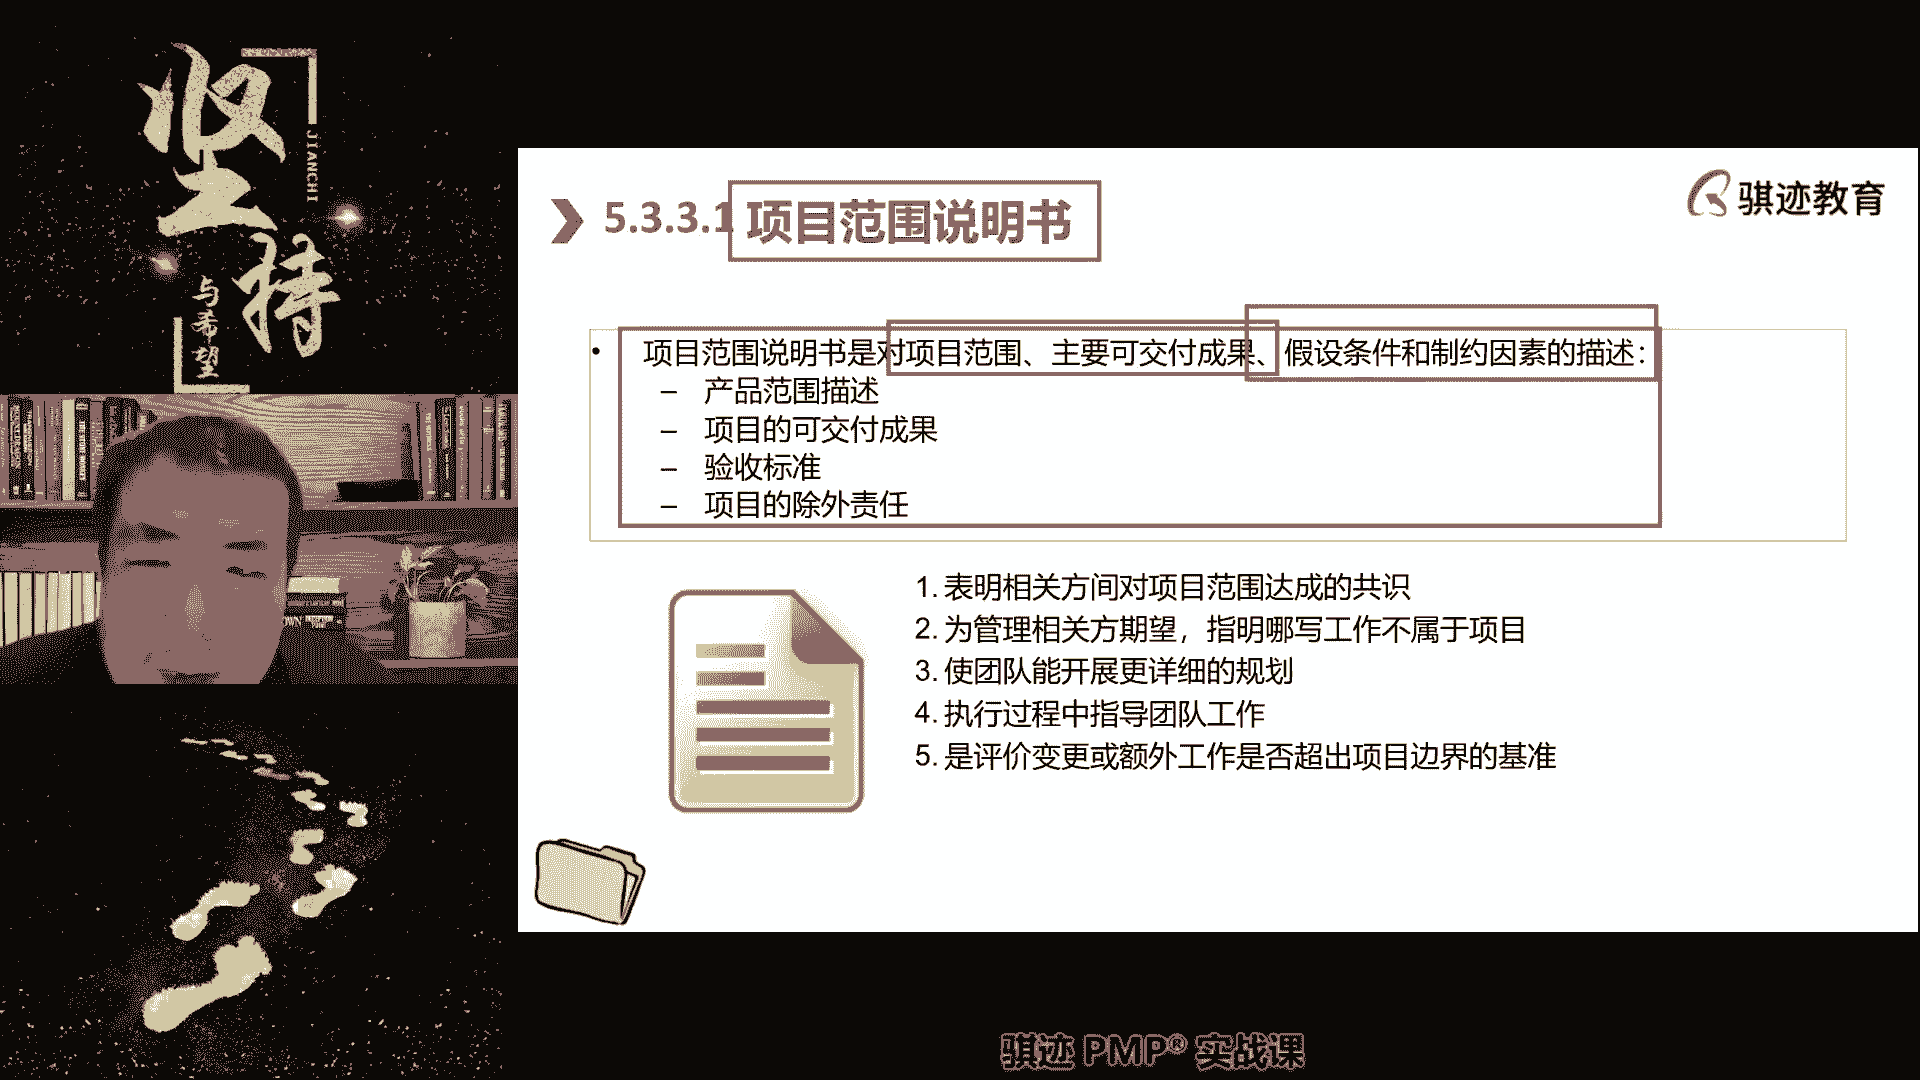 坚持
JIANCHI
与希望
5.3.3.1 项目范围说明书
骐迹教育
• 项目范围说明书是对项目范围、主要可交付成果、假设条件和制约因素的描述：
– 产品范围描述
– 项目的可交付成果
– 验收标准
– 项目的除外责任
1. 表明相关方间对项目范围达成的共识
2. 为管理相关方期望，指明哪写工作不属于项目
3. 使团队能开展更详细的规划
4. 执行过程中指导团队工作
5. 是评价变更或额外工作是否超出项目边界的基准
骐迹 PMP® 实战课